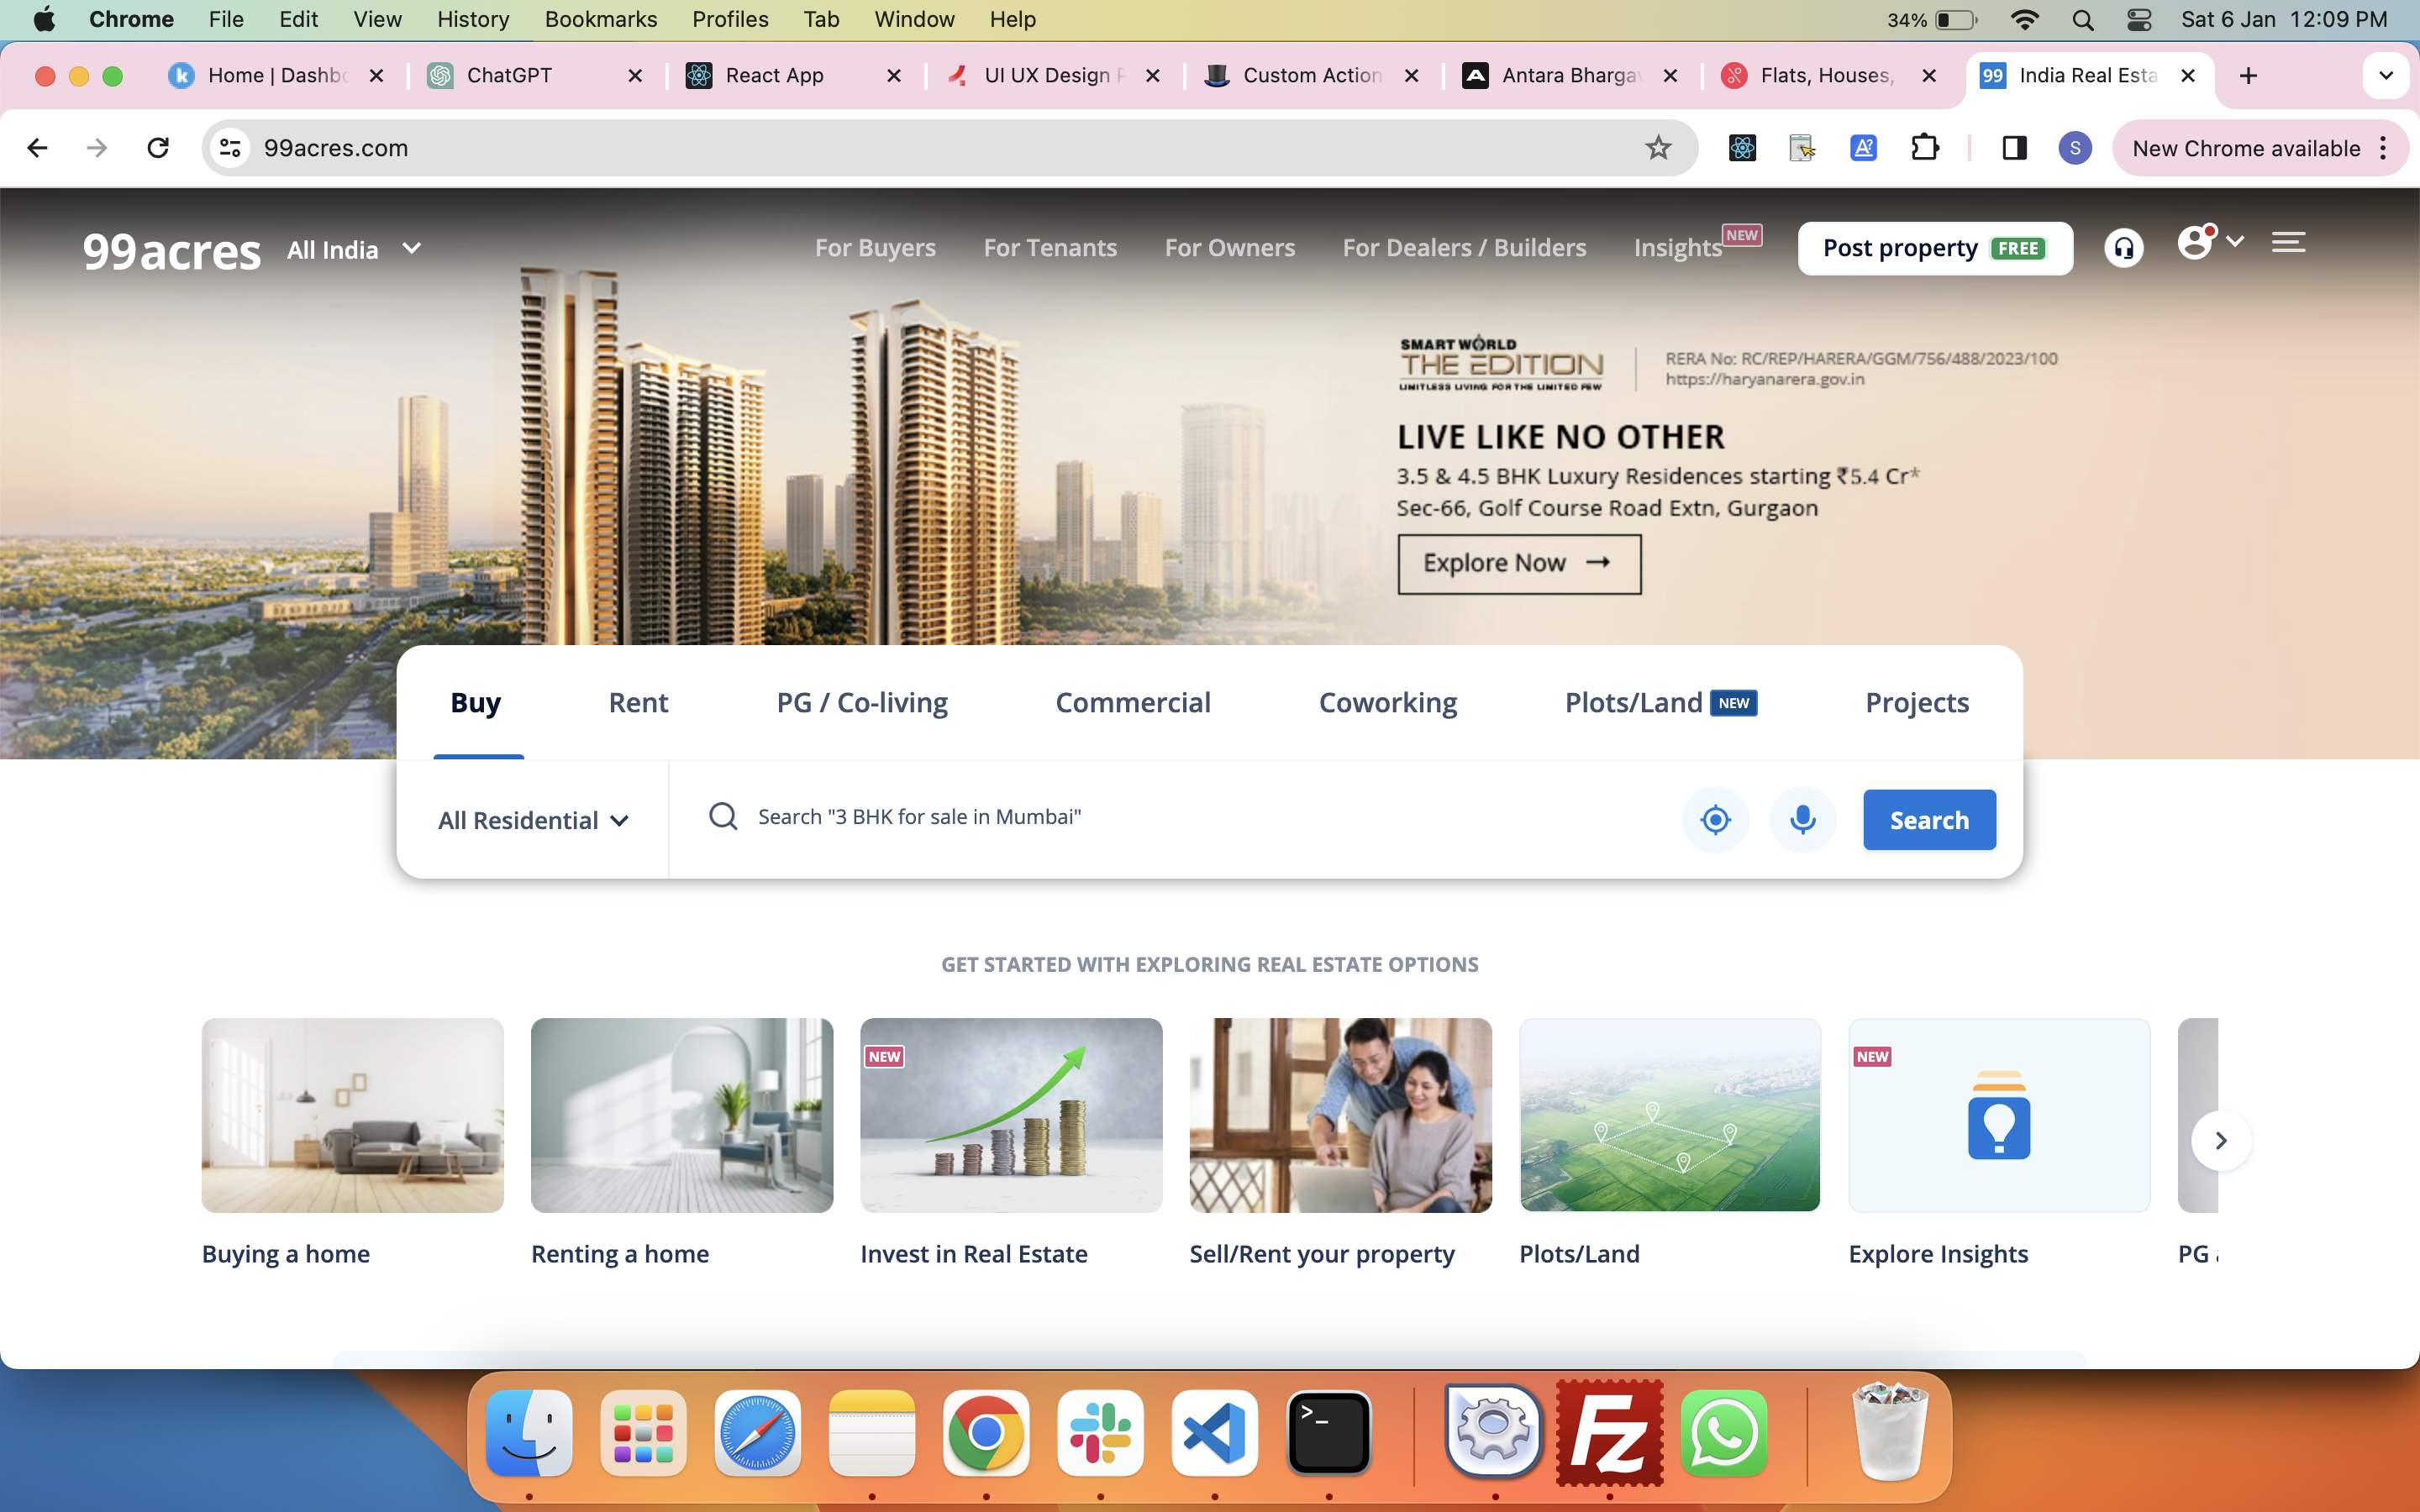 Chrome File Edit View History Bookmarks Profiles Tab Window Help 34% Sat 6 Jan 12:09 PM
Home | Dashbo ChatGPT React App UI UX Design Custom Action Antara Bharga Flats, Houses, 99 India Real Esta
99acres.com S New Chrome available
99acres All India For Buyers For Tenants For Owners For Dealers / Builders Insights NEW Post property FREE
SMART WORLD
THE EDITION
LIMITLESS LIVING FOR THE LIMITED FEW
RERA No: RC/REP/HARERA/GGM/756/488/2023/100
https://haryanarera.gov.in
LIVE LIKE NO OTHER
3.5 & 4.5 BHK Luxury Residences starting ₹5.4 Cr*
Sec-66, Golf Course Road Extn, Gurgaon
Explore Now →
Buy Rent PG / Co-living Commercial Coworking Plots/Land NEW Projects
All Residential Search "3 BHK for sale in Mumbai" Search
GET STARTED WITH EXPLORING REAL ESTATE OPTIONS
NEW NEW
Buying a home Renting a home Invest in Real Estate Sell/Rent your property Plots/Land Explore Insights PG
>_ Fz